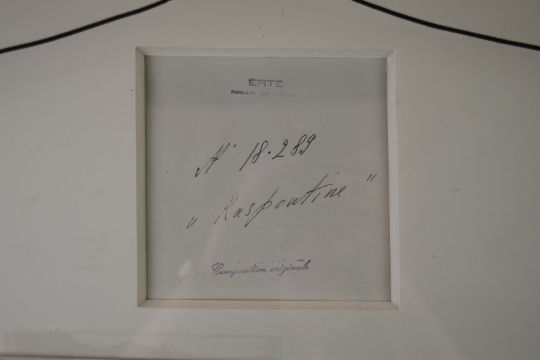 ERTE
N° 18.289
„ Raspoutine "
Composition originale